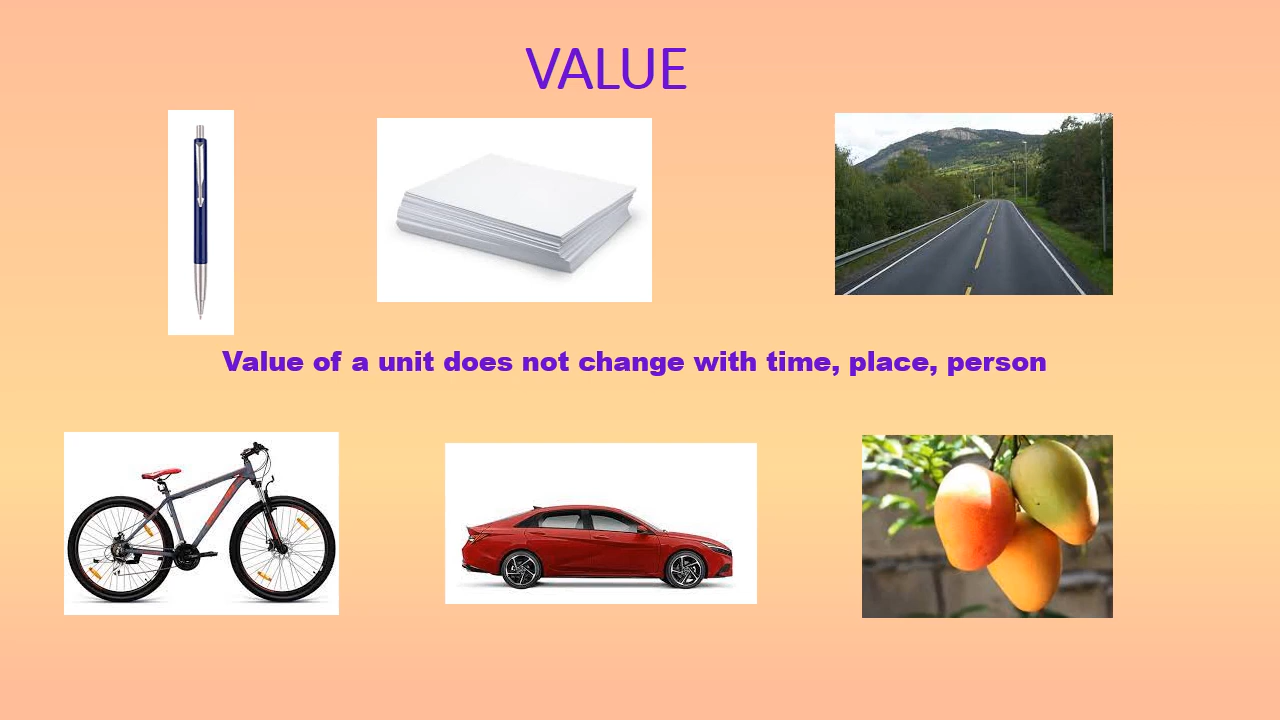 VALUE
Value of a unit does not change with time, place, person